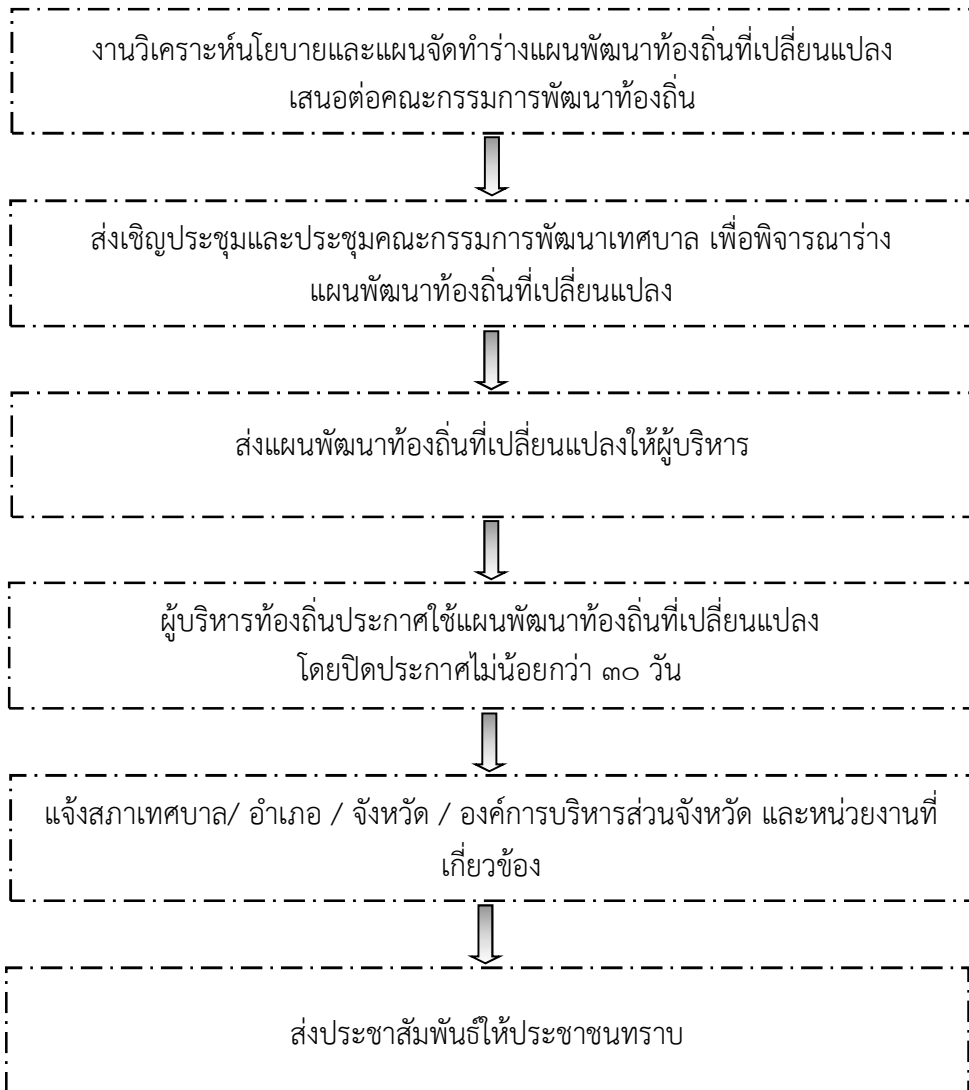 งานวิเคราะห์นโยบายและแผนจัดทำร่างแผนพัฒนาท้องถิ่นที่เปลี่ยนแปลง
เสนอต่อคณะกรรมการพัฒนาท้องถิ่น
ส่งเชิญประชุมและประชุมคณะกรรมการพัฒนาเทศบาล เพื่อพิจารณาร่าง
แผนพัฒนาท้องถิ่นที่เปลี่ยนแปลง
ส่งแผนพัฒนาท้องถิ่นที่เปลี่ยนแปลงให้ผู้บริหาร
ผู้บริหารท้องถิ่นประกาศใช้แผนพัฒนาท้องถิ่นที่เปลี่ยนแปลง
โดยปิดประกาศไม่น้อยกว่า ๓๐ วัน
แจ้งสภาเทศบาล/ อำเภอ / จังหวัด / องค์การบริหารส่วนจังหวัด และหน่วยงานที่
เกี่ยวข้อง
ส่งประชาสัมพันธ์ให้ประชาชนทราบ